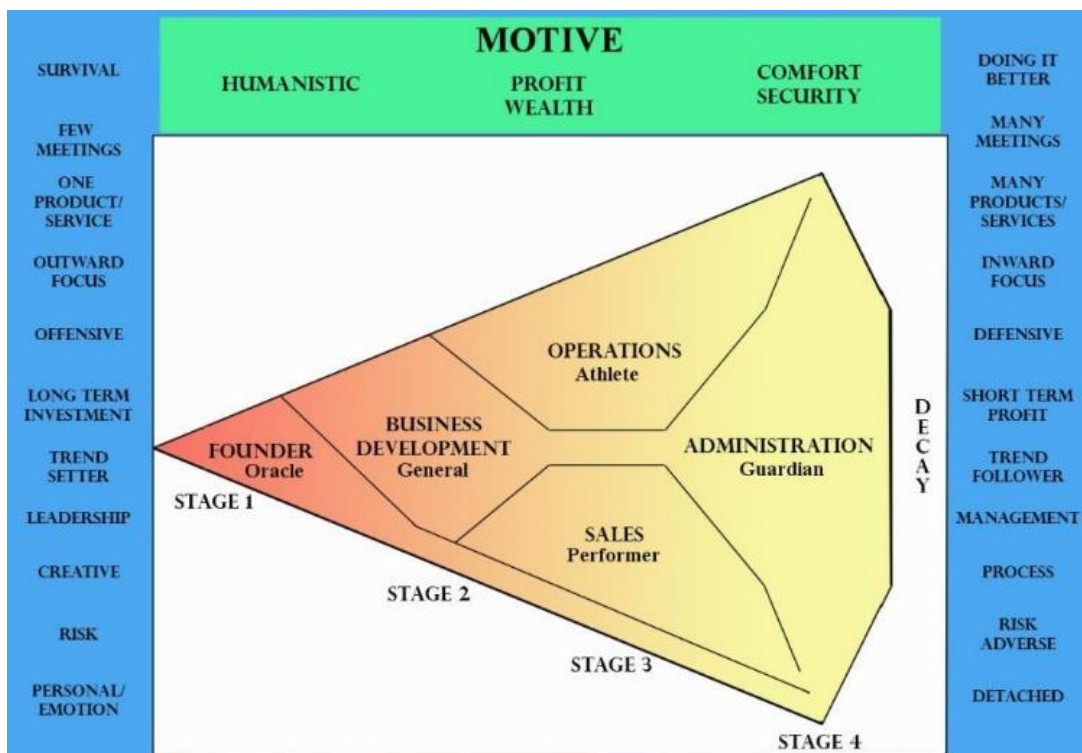 MOTIVE
HUMANISTIC
PROFIT
WEALTH
COMFORT
SECURITY
SURVIVAL
FEW
MEETINGS
ONE
PRODUCT/
SERVICE
OUTWARD
FOCUS
OFFENSIVE
LONG TERM
INVESTMENT
TREND
SETTER
LEADERSHIP
CREATIVE
RISK
PERSONAL/
EMOTION
FOUNDER
Oracle
STAGE 1
BUSINESS
DEVELOPMENT
General
STAGE 2
OPERATIONS
Athlete
SALES
Performer
STAGE 3
ADMINISTRATION
Guardian
STAGE 4
DECAY
DOING IT
BETTER
MANY
MEETINGS
MANY
PRODUCTS/
SERVICES
INWARD
FOCUS
DEFENSIVE
SHORT TERM
PROFIT
TREND
FOLLOWER
MANAGEMENT
PROCESS
RISK
ADVERSE
DETACHED